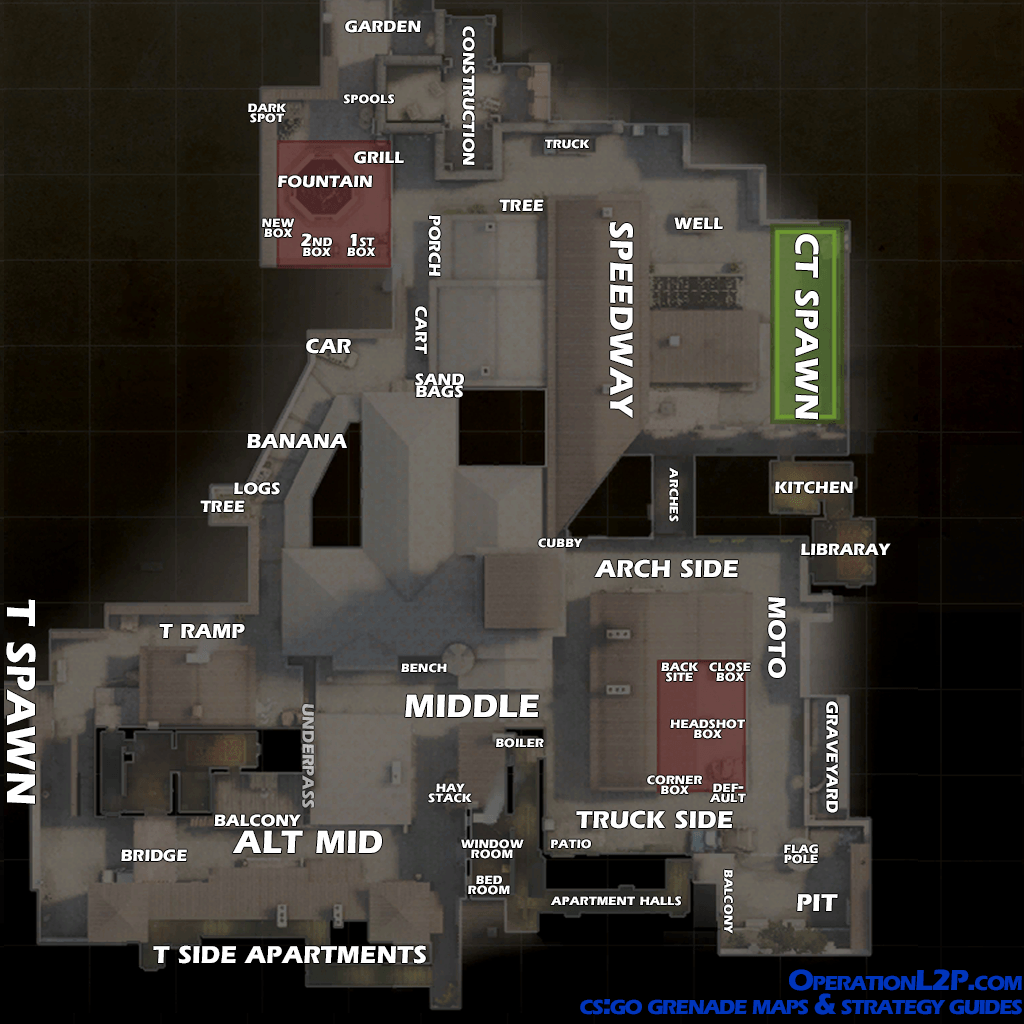 GARDEN
CONSTRUCTION
SPOOLS
DARK
SPOT
TRUCK
GRILL
FOUNTAIN
TREE
NEW
BOX
2ND
BOX
1ST
BOX
PORCH
SPEEDWAY
WELL
CT SPAWN
CART
CAR
SAND
BAGS
BANANA
LOGS
TREE
ARCHES
KITCHEN
CUBBY
LIBRARAY
ARCH SIDE
T SPAWN
T RAMP
MOTO
BENCH
BACK
SITE
CLOSE
BOX
MIDDLE
UNDERPASS
HEADSHOT
BOX
GRAVEYARD
BOILER
HAY
STACK
CORNER
BOX
DEF-
AULT
BALCONY
TRUCK SIDE
ALT MID
BRIDGE
WINDOW
ROOM
PATIO
FLAG
POLE
BED
ROOM
APARTMENT HALLS
BALCONY
PIT
T SIDE APARTMENTS
OPERATIONL2P.COM
CS:GO GRENADE MAPS & STRATEGY GUIDES